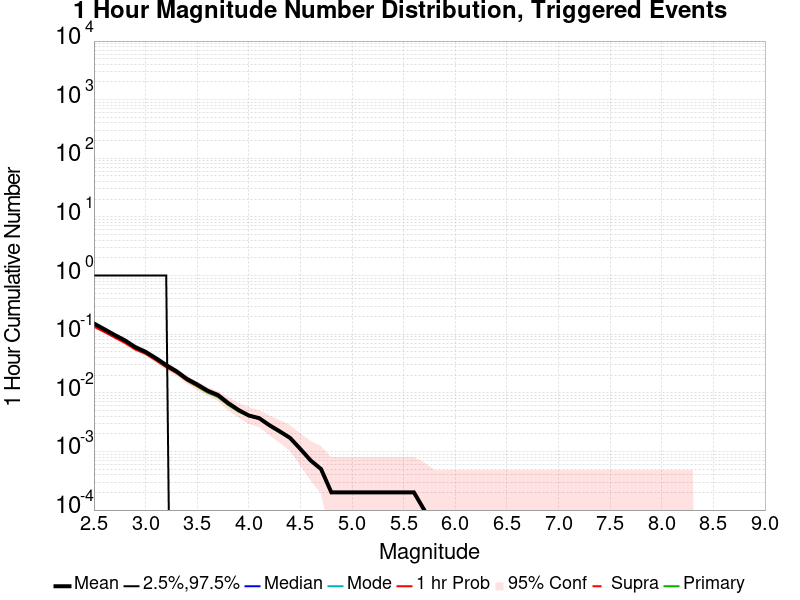 1 Hour Magnitude Number Distribution, Triggered Events
1 Hour Cumulative Number
10 4
10 3
10 2
10 1
10 0
10 -1
10 -2
10 -3
10 -4
2.5 3.0 3.5 4.0 4.5 5.0 5.5 6.0 6.5 7.0 7.5 8.0 8.5 9.0
Magnitude
Mean 2.5%,97.5% Median Mode 1 hr Prob 95% Conf Supra Primary